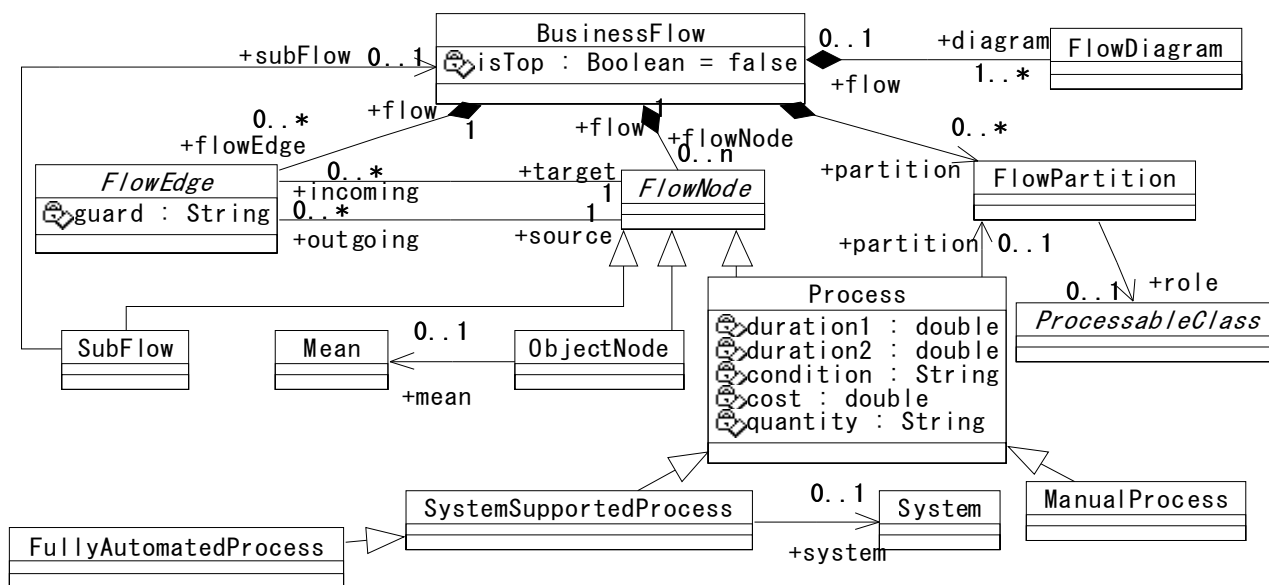 BusinessFlow
isTop : Boolean = false
+subFlow 0..1
0..1 +diagram
+flow 1..*
FlowDiagram
+flow 1
0..*
+flowEdge
1
+flow +flowNode
0..n
0..*
+partition
FlowEdge
guard : String
0..* +target
+incoming 1
0..* 1
+outgoing +source
FlowNode
FlowPartition
+partition 0..1
0..1 +role
ProcessableClass
Process
duration1 : double
duration2 : double
condition : String
cost : double
quantity : String
SubFlow
Mean
0..1
+mean
ObjectNode
SystemSupportedProcess
0..1
+system
System
ManualProcess
FullyAutomatedProcess